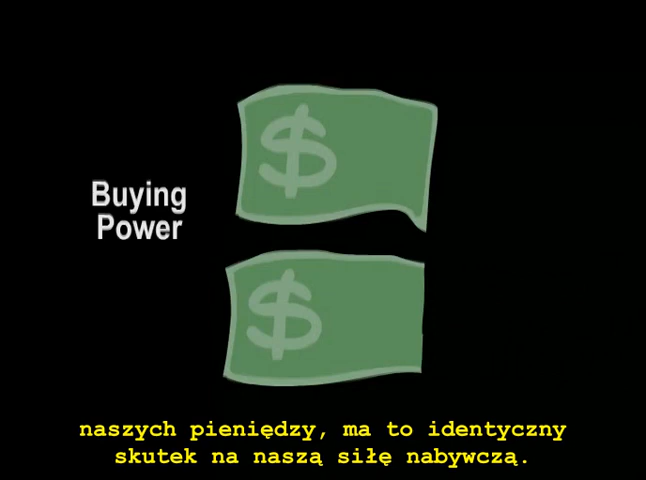 $
Buying
Power
$
naszych pieniędzy, ma to identyczny
skutek na naszą siłę nabywczą.